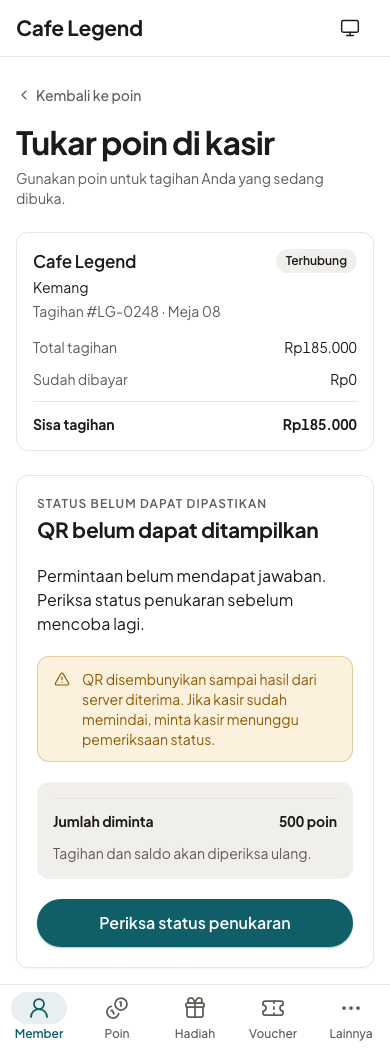 Cafe Legend
Kembali ke poin
Tukar poin di kasir
Gunakan poin untuk tagihan Anda yang sedang
dibuka.
Cafe Legend
Terhubung
Kemang
Tagihan #LG-0248 · Meja 08
Total tagihan Rp185.000
Sudah dibayar Rp0
Sisa tagihan Rp185.000
STATUS BELUM DAPAT DIPASTIKAN
QR belum dapat ditampilkan
Permintaan belum mendapat jawaban.
Periksa status penukaran sebelum
mencoba lagi.
QR disembunyikan sampai hasil dari
server diterima. Jika kasir sudah
memindai, minta kasir menunggu
pemeriksaan status.
Jumlah diminta 500 poin
Tagihan dan saldo akan diperiksa ulang.
Periksa status penukaran
Member Poin Hadiah Voucher Lainnya